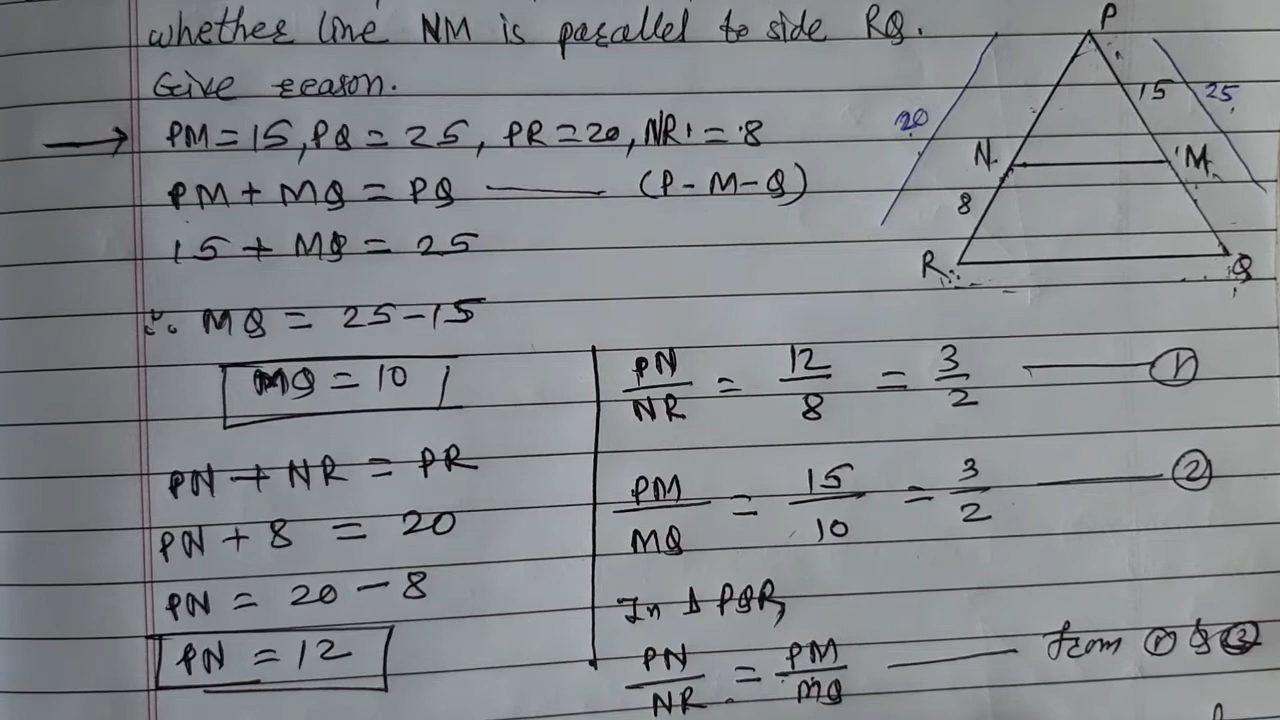 whether line NM is parallel to side RQ.
Give reason.
→ PM = 15, PQ = 25, PR = 20, NR = 8
PM + MQ = PQ —— (P - M - Q)
15 + MQ = 25
∴ MQ = 25 - 15
MQ = 10
PN + NR = PR
PN + 8 = 20
PN = 20 - 8
PN = 12
PN/NR = 12/8 = 3/2 —— ①
PM/MQ = 15/10 = 3/2 —— ②
In Δ PQR,
PN/NR = PM/MQ —— from ① & ②
P
15
25
20
N
M
8
R
Q